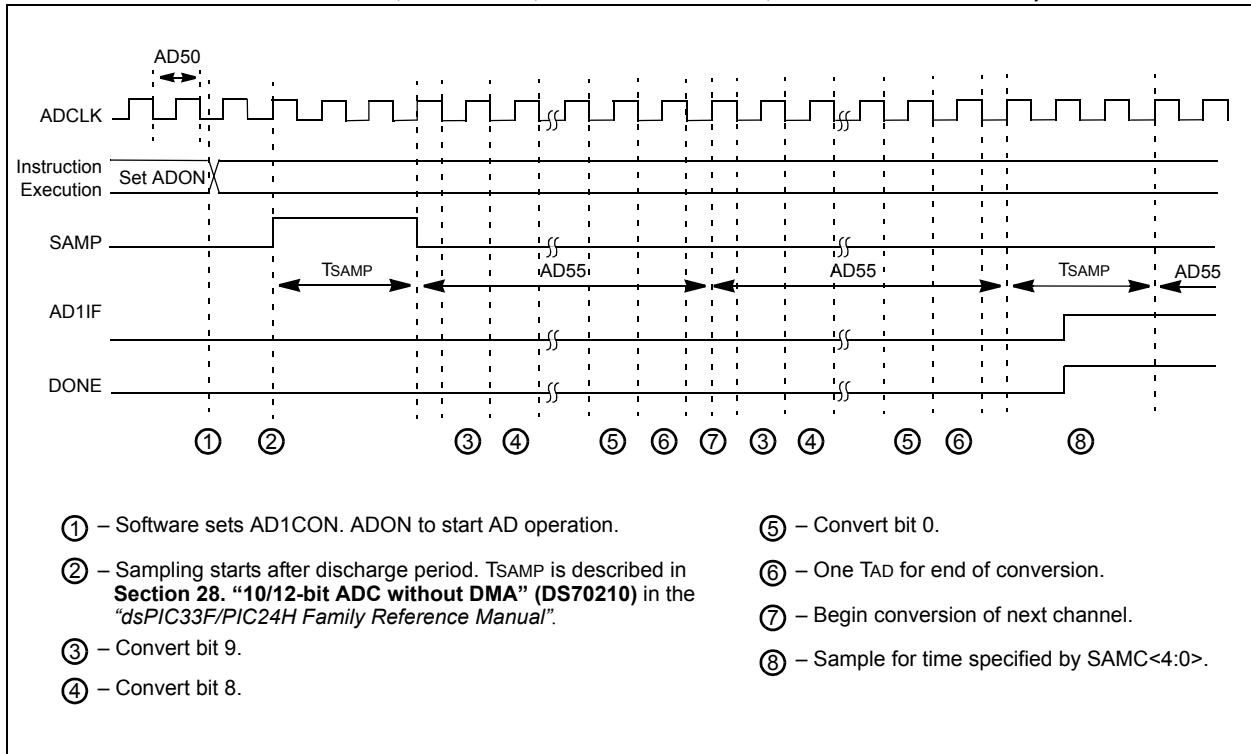 AD50
ADCLK
Instruction
Execution
Set ADON
SAMP
TSAMP
AD55
AD55
TSAMP
AD55
AD1IF
DONE
① ② ③ ④ ⑤ ⑥ ⑦ ③ ④ ⑤ ⑥ ⑧
① – Software sets AD1CON. ADON to start AD operation.
② – Sampling starts after discharge period. TSAMP is described in
Section 28. “10/12-bit ADC without DMA” (DS70210) in the
“dsPIC33F/PIC24H Family Reference Manual”.
③ – Convert bit 9.
④ – Convert bit 8.
⑤ – Convert bit 0.
⑥ – One TAD for end of conversion.
⑦ – Begin conversion of next channel.
⑧ – Sample for time specified by SAMC<4:0>.